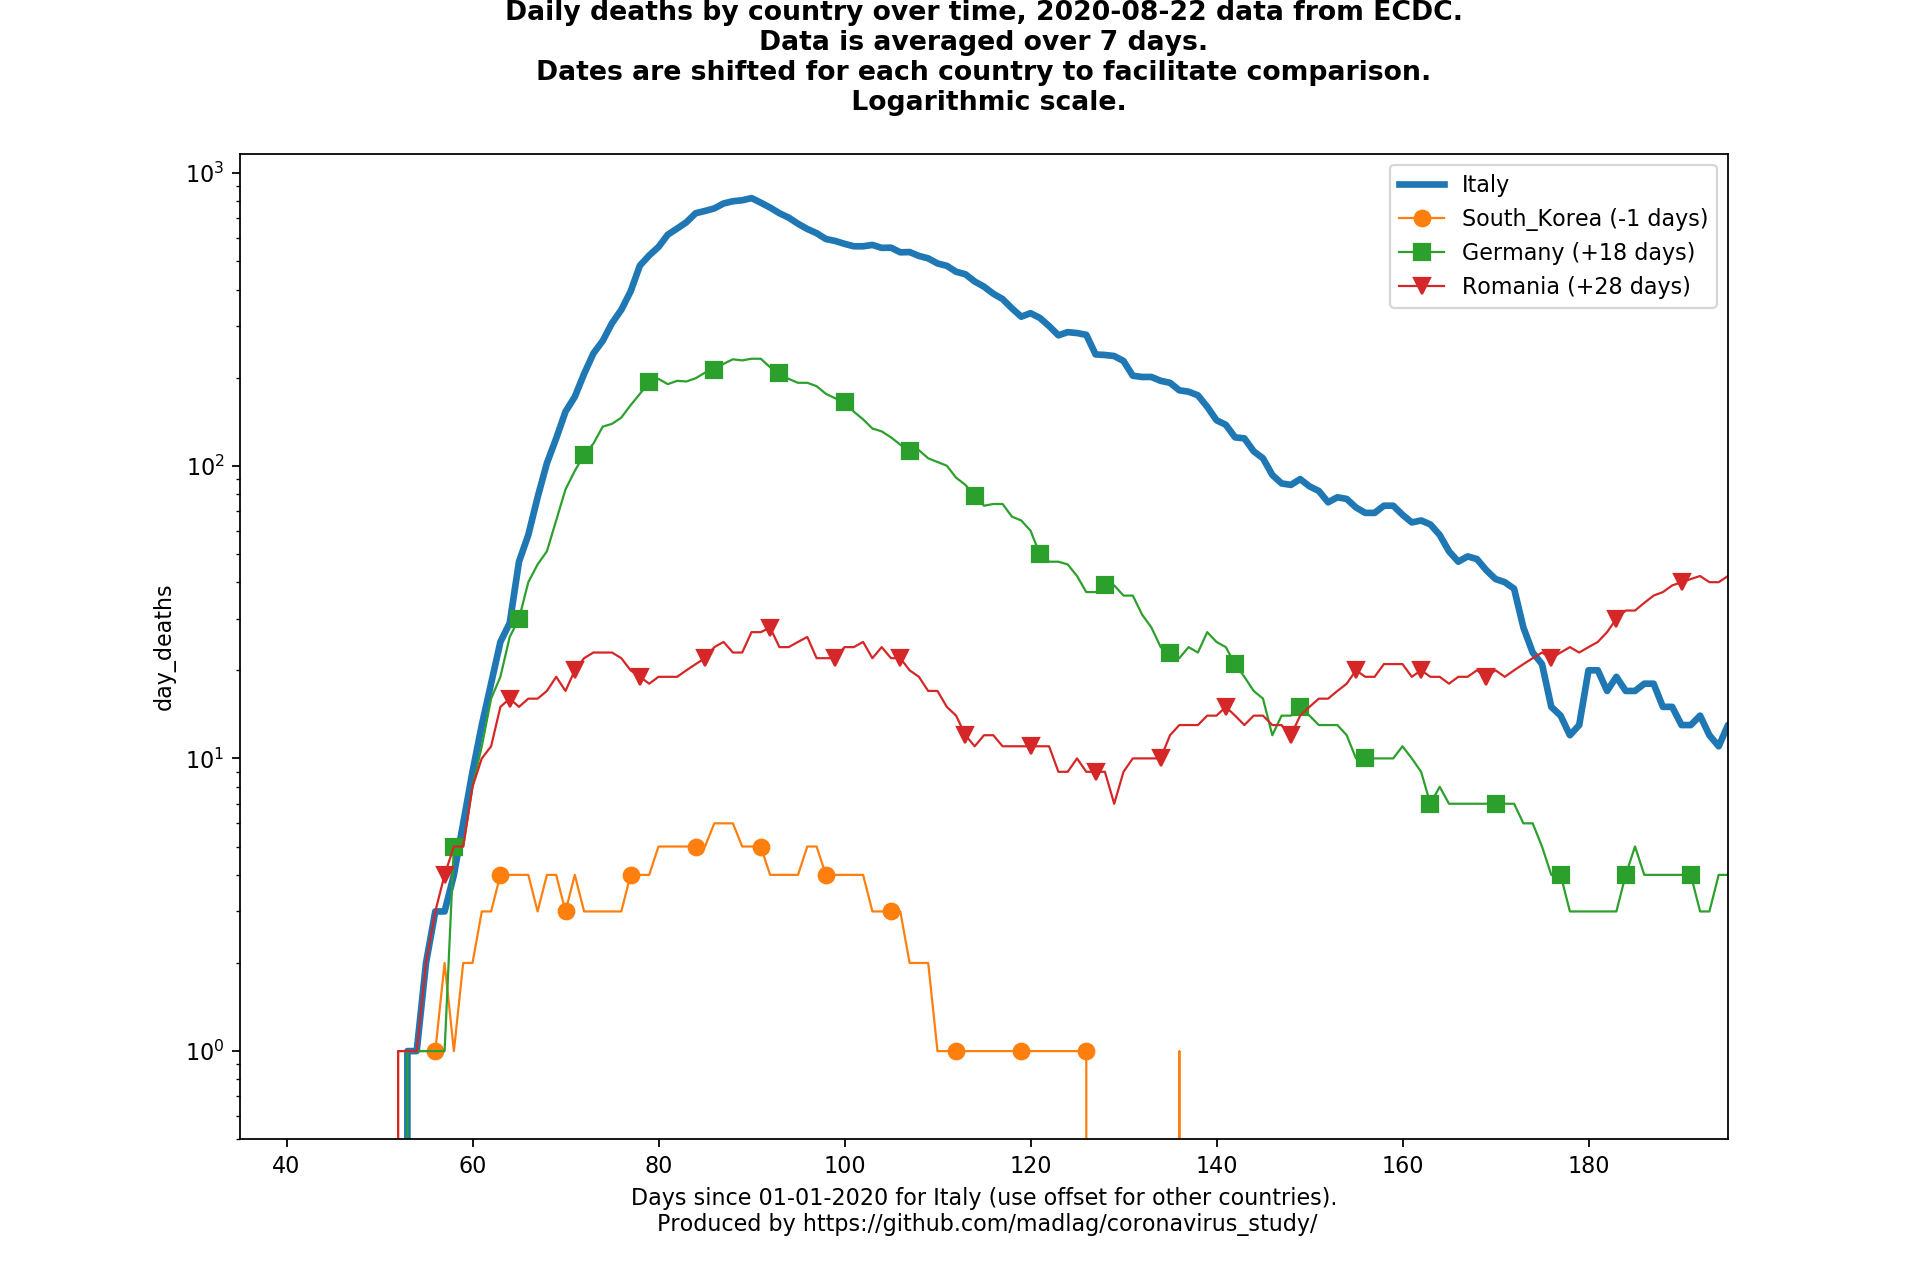 Daily deaths by country over time, 2020-08-22 data from ECDC.
Data is averaged over 7 days.
Dates are shifted for each country to facilitate comparison.
Logarithmic scale.
10³
10²
10¹
10⁰
day_deaths
Italy
South_Korea (-1 days)
Germany (+18 days)
Romania (+28 days)
40 60 80 100 120 140 160 180
Days since 01-01-2020 for Italy (use offset for other countries).
Produced by https://github.com/madlag/coronavirus_study/